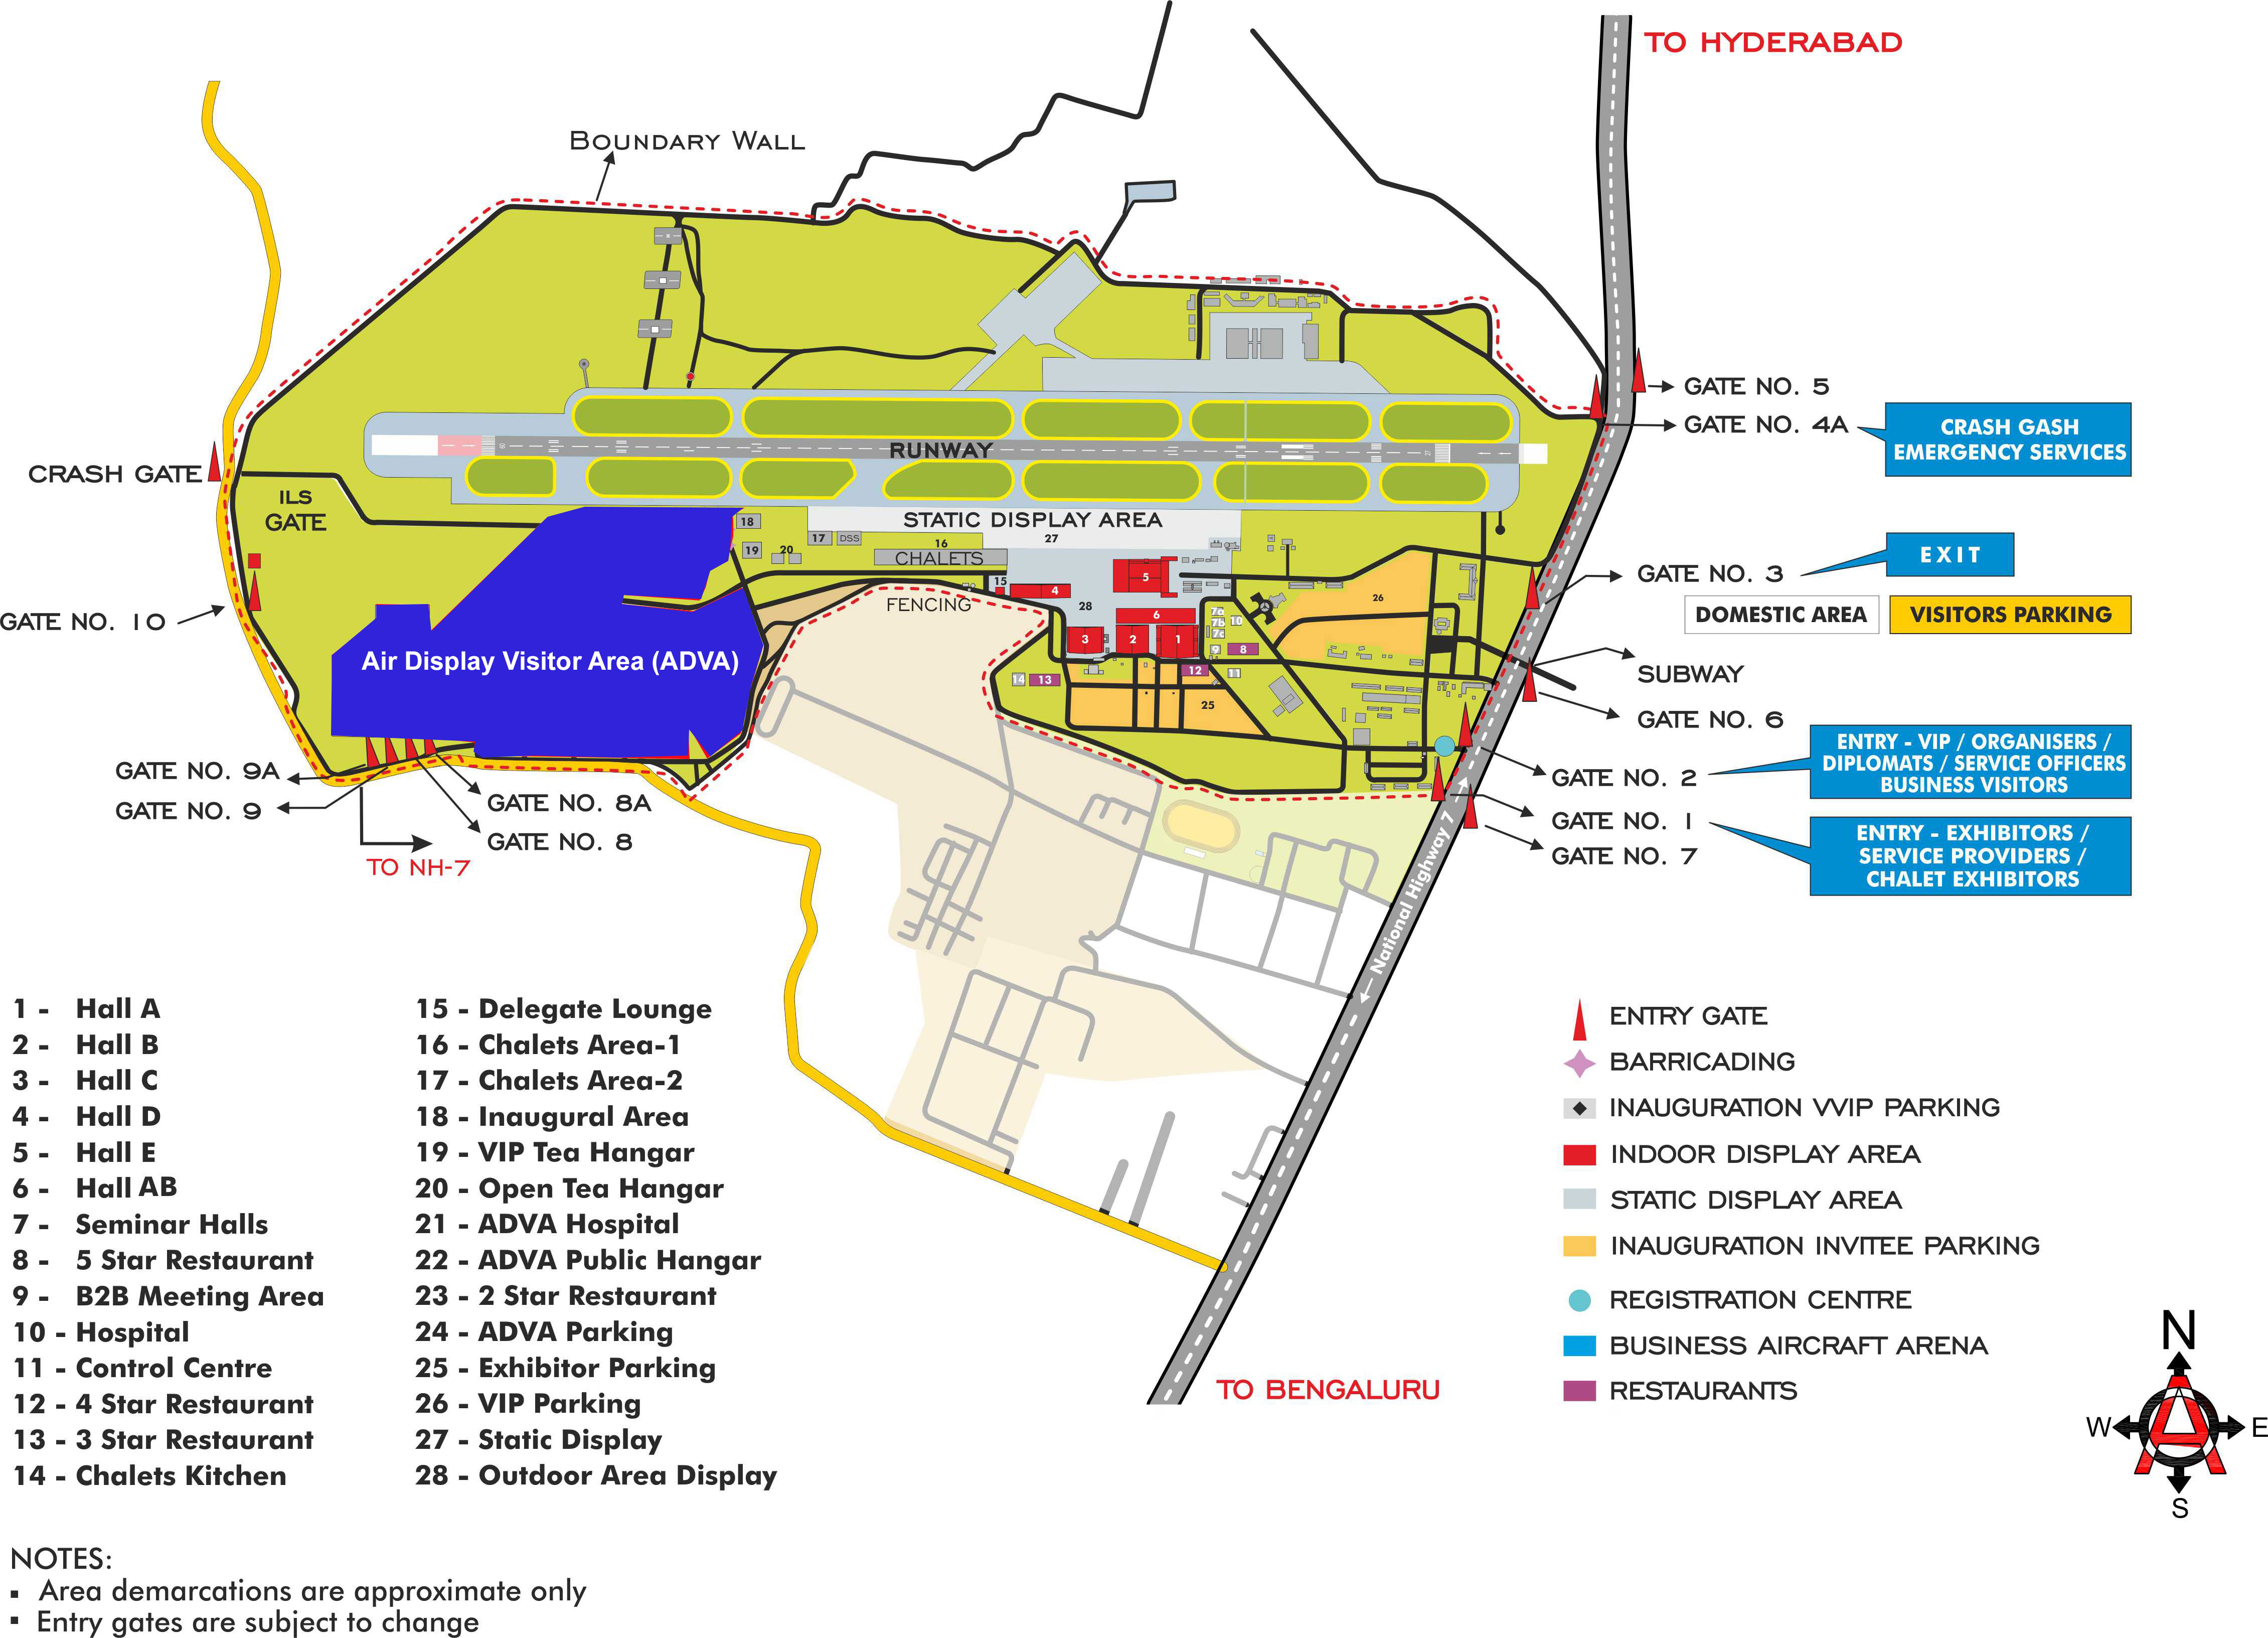 TO HYDERABAD
BOUNDARY WALL
GATE NO. 5
GATE NO. 4A
CRASH GASH
EMERGENCY SERVICES
RUNWAY
CRASH GATE
ILS
GATE
18
STATIC DISPLAY AREA
17
DSS
16
27
19
20
CHALETS
EXIT
GATE NO. 3
15
4
5
26
FENCING
28
6
7a
7b
7c
10
DOMESTIC AREA
VISITORS PARKING
GATE NO. 10
3
2
1
9
8
Air Display Visitor Area (ADVA)
12
11
14
13
SUBWAY
25
GATE NO. 6
ENTRY - VIP / ORGANISERS /
DIPLOMATS / SERVICE OFFICERS
BUSINESS VISITORS
GATE NO. 9A
GATE NO. 2
GATE NO. 8A
GATE NO. 9
GATE NO. 1
ENTRY - EXHIBITORS /
SERVICE PROVIDERS /
CHALET EXHIBITORS
GATE NO. 8
GATE NO. 7
TO NH-7
National Highway 7
1 - Hall A
2 - Hall B
3 - Hall C
4 - Hall D
5 - Hall E
6 - Hall AB
7 - Seminar Halls
8 - 5 Star Restaurant
9 - B2B Meeting Area
10 - Hospital
11 - Control Centre
12 - 4 Star Restaurant
13 - 3 Star Restaurant
14 - Chalets Kitchen
15 - Delegate Lounge
16 - Chalets Area-1
17 - Chalets Area-2
18 - Inaugural Area
19 - VIP Tea Hangar
20 - Open Tea Hangar
21 - ADVA Hospital
22 - ADVA Public Hangar
23 - 2 Star Restaurant
24 - ADVA Parking
25 - Exhibitor Parking
26 - VIP Parking
27 - Static Display
28 - Outdoor Area Display
TO BENGALURU
ENTRY GATE
BARRICADING
INAUGURATION VVIP PARKING
INDOOR DISPLAY AREA
STATIC DISPLAY AREA
INAUGURATION INVITEE PARKING
REGISTRATION CENTRE
BUSINESS AIRCRAFT ARENA
RESTAURANTS
N
W
E
S
NOTES:
▪ Area demarcations are approximate only
▪ Entry gates are subject to change